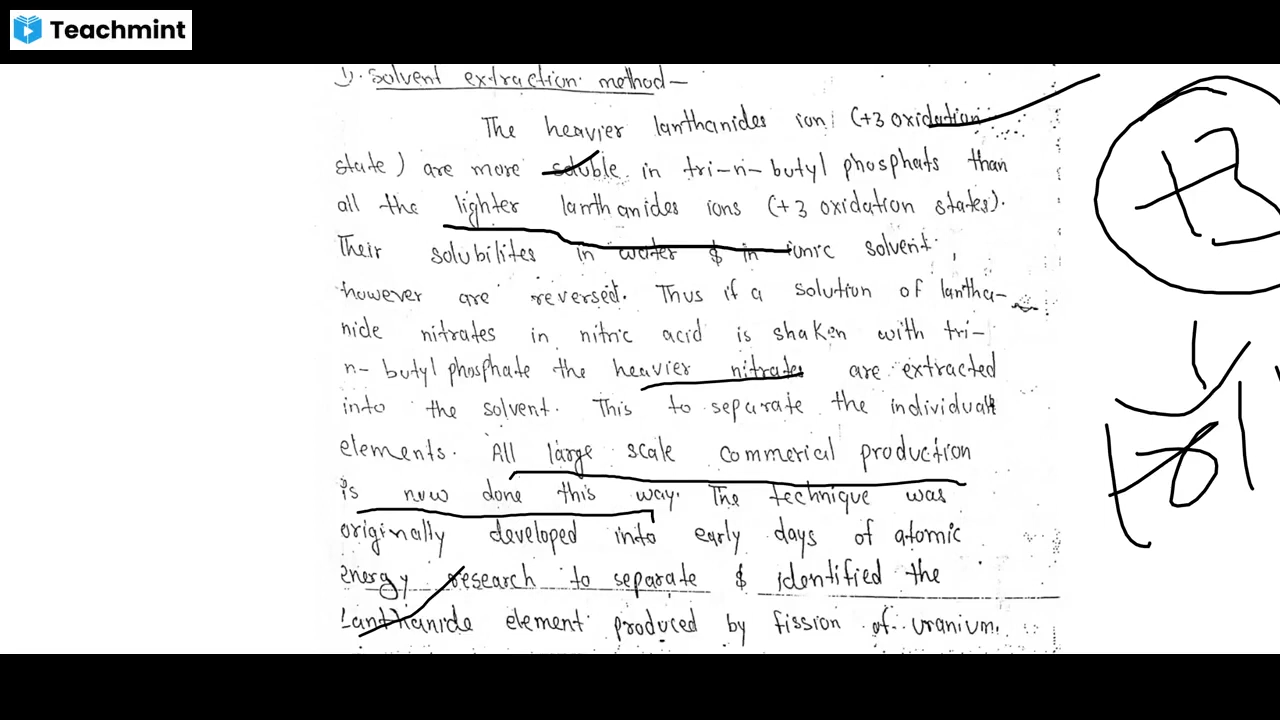 Teachmint
1). solvent extraction method –
The heavier lanthanides ion (+3 oxidation
state) are more soluble in tri-n-butyl phosphats than
all the lighter lanthanides ions (+3 oxidation states).
Their solubilites in water & in ionic solvent
however are reversed. Thus if a solution of lantha-
nide nitrates in nitric acid is shaken with tri-
n- butyl phosphate the heavier nitrates are extracted
into the solvent. This to separate the individual
elements. All large scale commerical production
is now done this way. The technique was
originally developed into early days of atomic
energy research to separate & identified the
Lanthanide element produced by fission of uranium.
+3